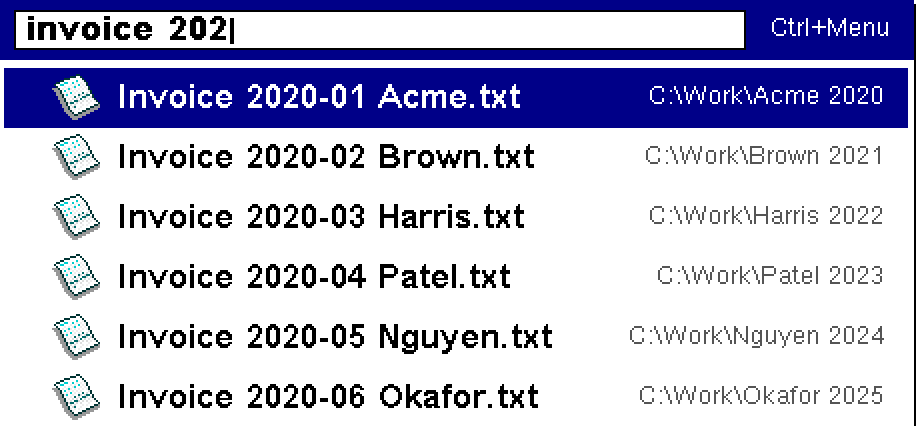 invoice 202 Ctrl+Menu
Invoice 2020-01 Acme.txt C:\Work\Acme 2020
Invoice 2020-02 Brown.txt C:\Work\Brown 2021
Invoice 2020-03 Harris.txt C:\Work\Harris 2022
Invoice 2020-04 Patel.txt C:\Work\Patel 2023
Invoice 2020-05 Nguyen.txt C:\Work\Nguyen 2024
Invoice 2020-06 Okafor.txt C:\Work\Okafor 2025